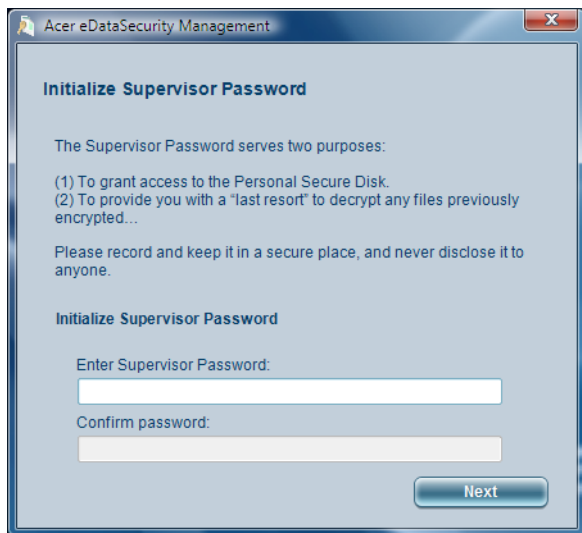 Acer eDataSecurity Management
Initialize Supervisor Password
The Supervisor Password serves two purposes:
(1) To grant access to the Personal Secure Disk.
(2) To provide you with a “last resort” to decrypt any files previously
encrypted...
Please record and keep it in a secure place, and never disclose it to
anyone.
Initialize Supervisor Password
Enter Supervisor Password:
Confirm password:
Next